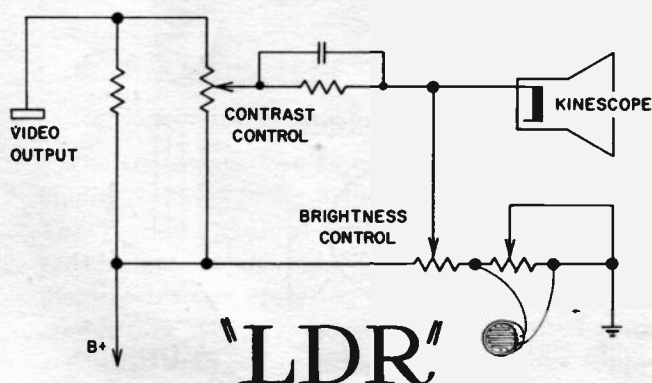 VIDEO
OUTPUT
CONTRAST
CONTROL
KINESCOPE
BRIGHTNESS
CONTROL
B+
"LDR"